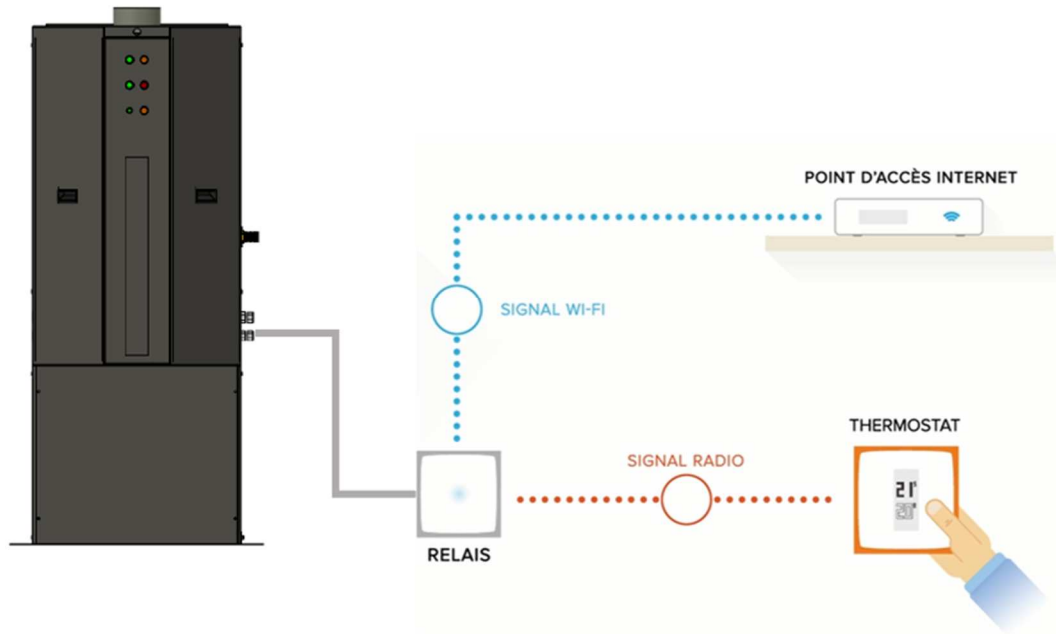 POINT D'ACCÈS INTERNET
SIGNAL WI-FI
THERMOSTAT
SIGNAL RADIO
21°
RELAIS